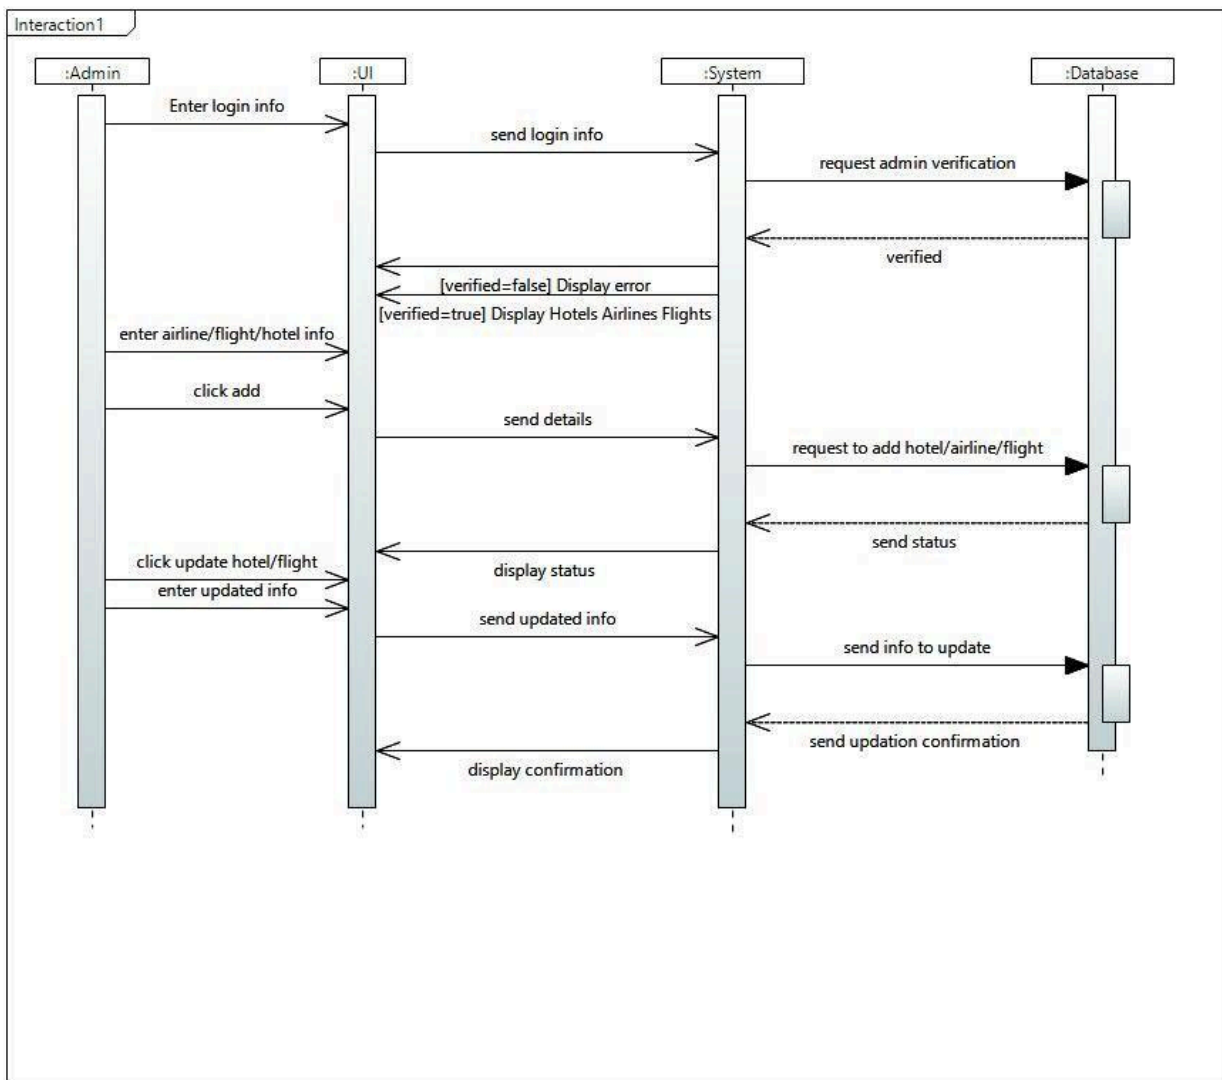 Interaction1
:Admin
:UI
:System
:Database
Enter login info
send login info
request admin verification
verified
[verified=false] Display error
[verified=true] Display Hotels Airlines Flights
enter airline/flight/hotel info
click add
send details
request to add hotel/airline/flight
send status
click update hotel/flight
display status
enter updated info
send updated info
send info to update
send updation confirmation
display confirmation